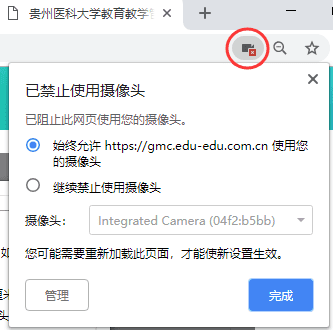 贵州医科大学教育教学管
已禁止使用摄像头
已阻止此网页使用您的摄像头。
始终允许 https://gmc.edu-edu.com.cn 使用您
的摄像头
继续禁止使用摄像头
摄像头: Integrated Camera (04f2:b5bb)
如
您可能需要重新加载此页面，才能使新设置生效。
管理 完成
厘
头